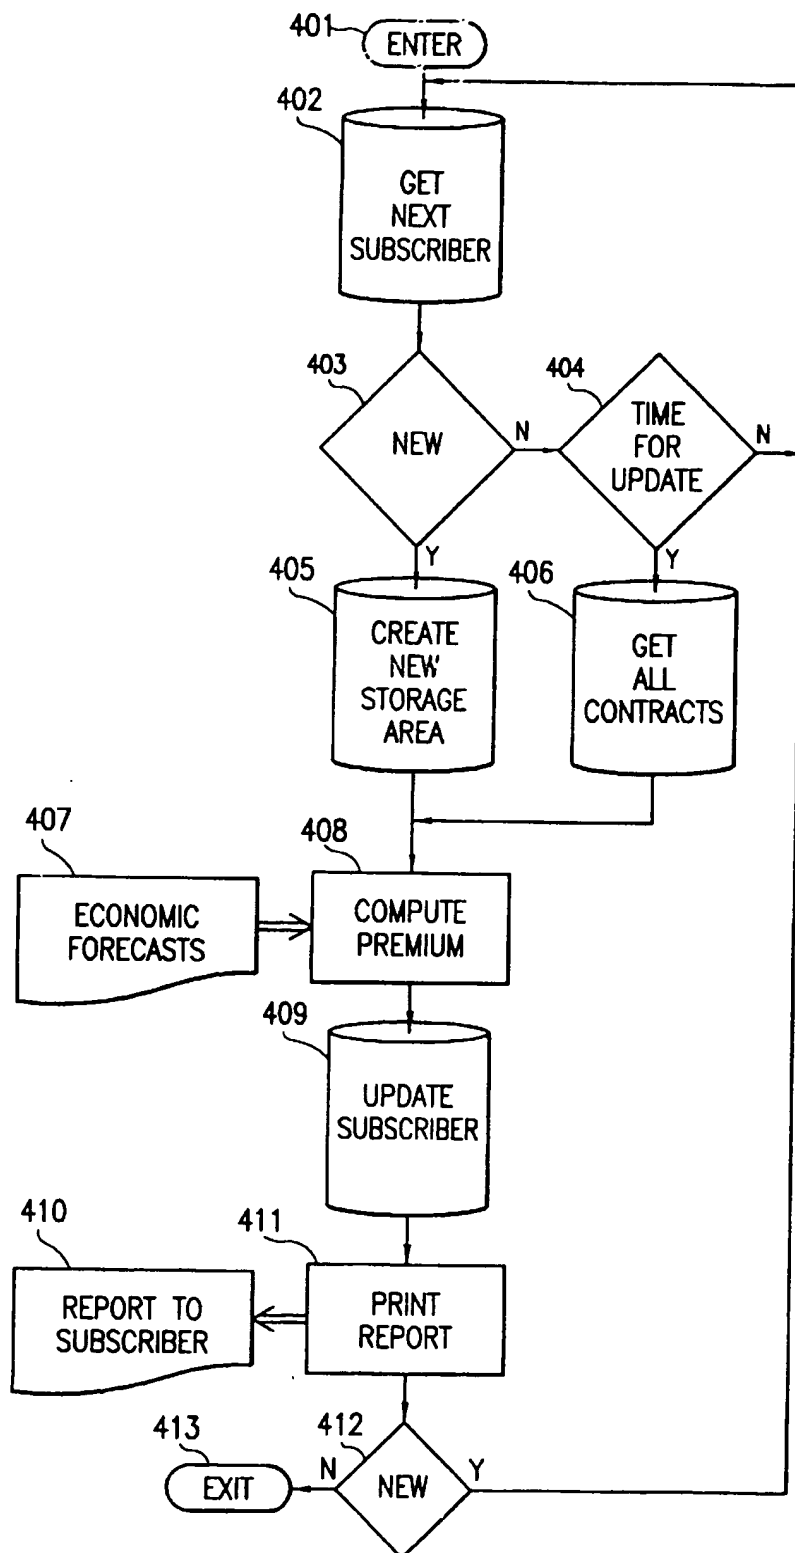 401
ENTER
402
GET
NEXT
SUBSCRIBER
403
NEW
N
Y
404
TIME
FOR
UPDATE
N
Y
405
CREATE
NEW
STORAGE
AREA
406
GET
ALL
CONTRACTS
407
ECONOMIC
FORECASTS
408
COMPUTE
PREMIUM
409
UPDATE
SUBSCRIBER
410
REPORT TO
SUBSCRIBER
411
PRINT
REPORT
412
NEW
N
Y
413
EXIT